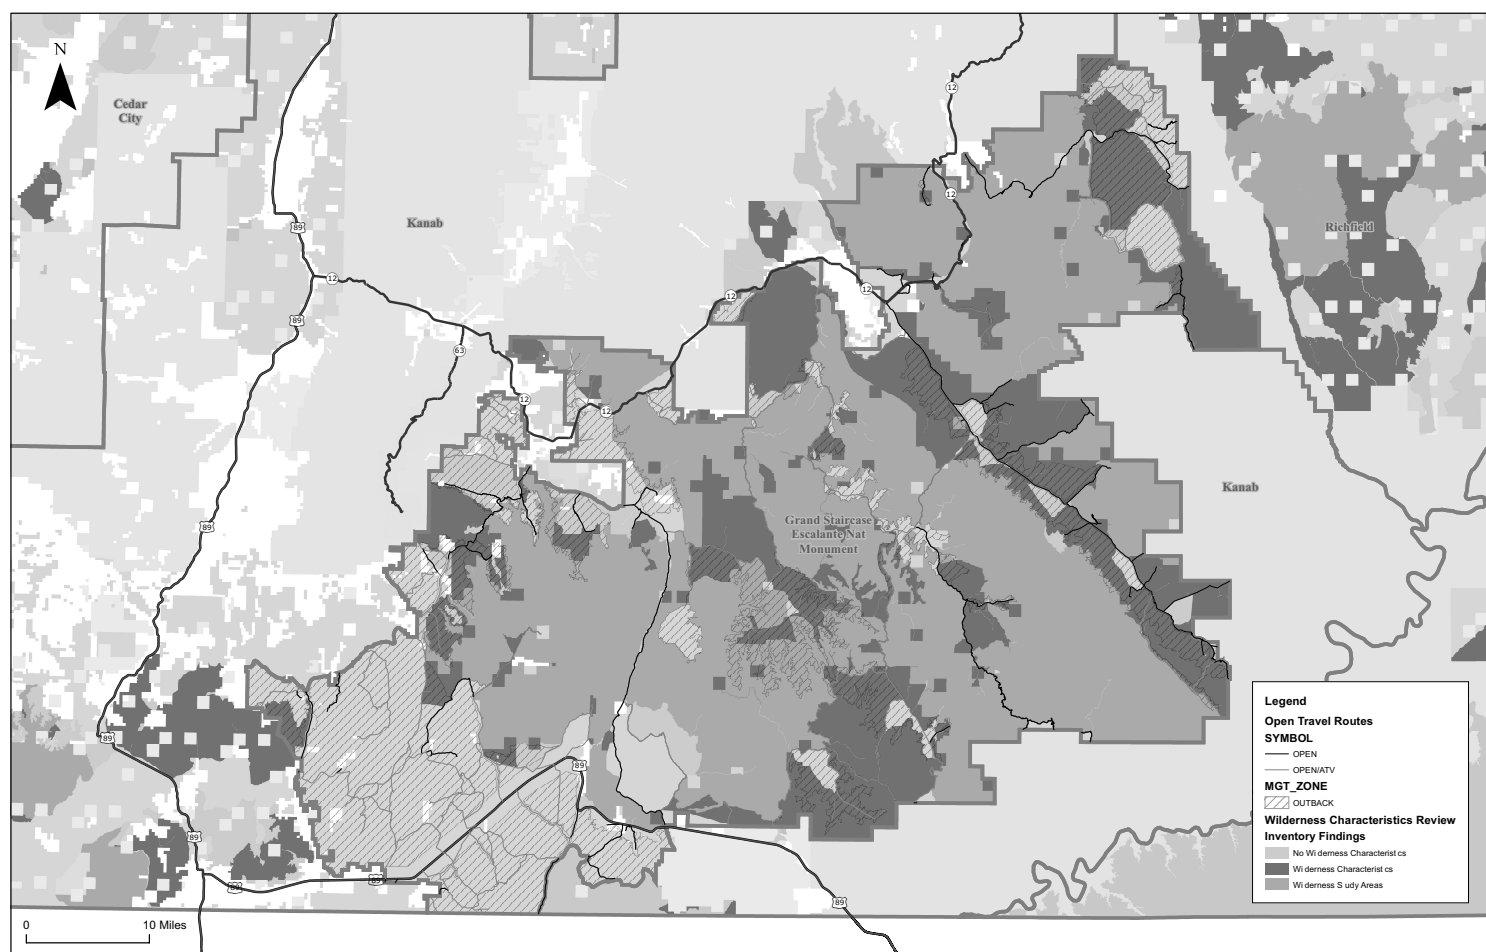 N
Cedar
City
12
12
89
Kanab
Richfield
12
89
12
12
63
12
12
Kanab
Grand Staircase
Escalante Nat
Monument
89
89
89
89
89
89
89
Legend
Open Travel Routes
SYMBOL
OPEN
OPEN/ATV
MGT_ZONE
OUTBACK
Wilderness Characteristics Review
Inventory Findings
No Wi derness Characterist cs
Wi derness Characterist cs
Wi derness S udy Areas
0 10 Miles